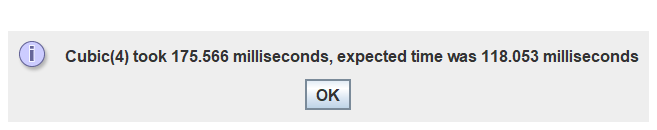 Cubic(4) took 175.566 milliseconds, expected time was 118.053 milliseconds
OK